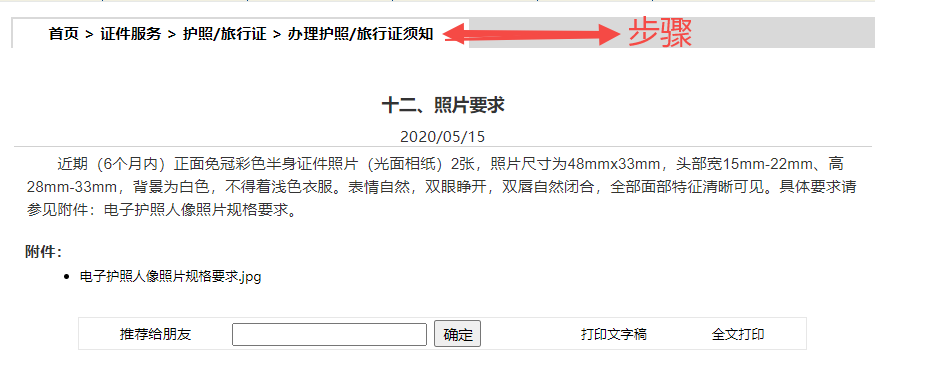 首页 > 证件服务 > 护照/旅行证 > 办理护照/旅行证须知
步骤
十二、照片要求
2020/05/15
近期（6个月内）正面免冠彩色半身证件照片（光面相纸）2张，照片尺寸为48mmx33mm，头部宽15mm-22mm、高
28mm-33mm，背景为白色，不得着浅色衣服。表情自然，双眼睁开，双唇自然闭合，全部面部特征清晰可见。具体要求请
参见附件：电子护照人像照片规格要求。
附件：
• 电子护照人像照片规格要求.jpg
推荐给朋友 确定 打印文字稿 全文打印